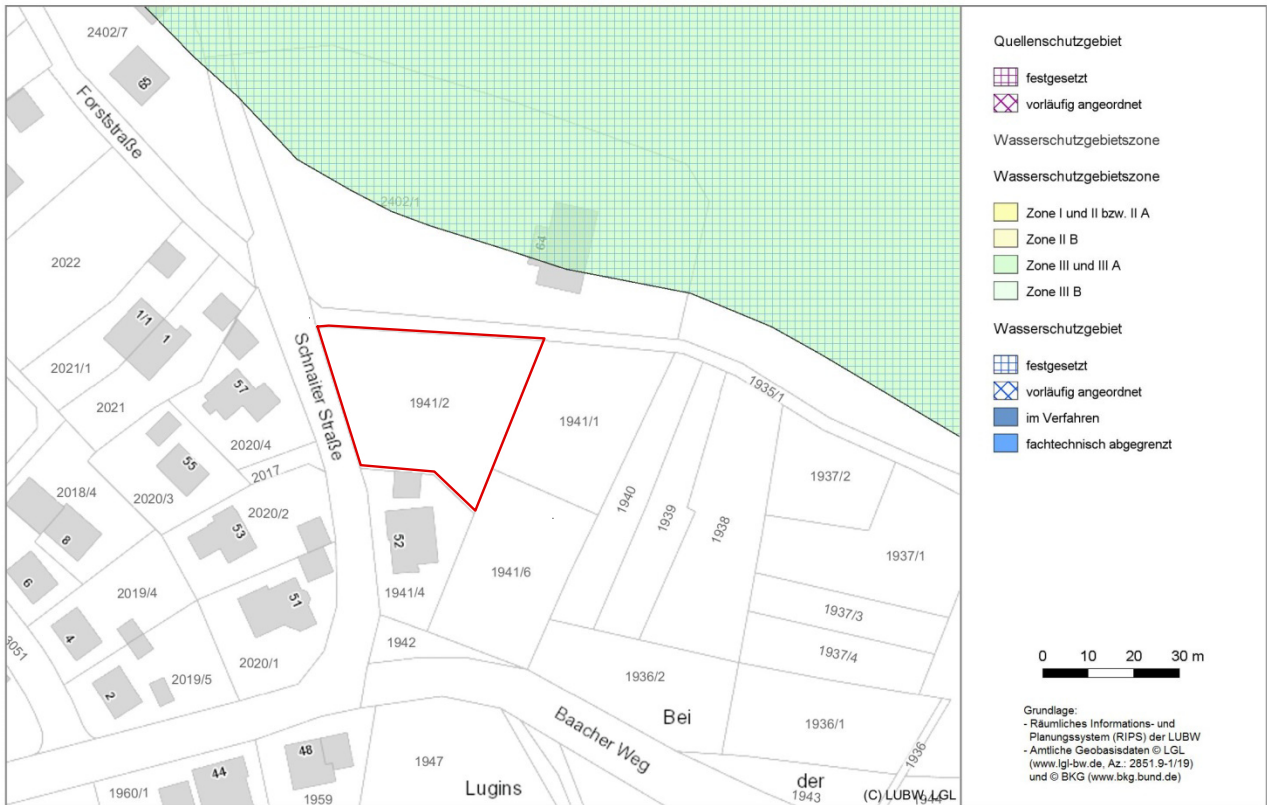 2402/7
69
Forststraße
2402/1
64
2022
1/1
1
2021/1
2021
57
Schnaiter Straße
1941/2
1941/1
1935/1
2020/4
55
2017
2018/4
2020/3
2020/2
1937/2
1940
1939
1938
8
53
52
1937/1
6
1941/6
2019/4
51
1941/4
1937/3
4
3051
1942
1937/4
2020/1
2019/5
2
1936/2
Bei
1936/1
Baacher Weg
1936
48
1947
44
1960/1
1959
Lugins
der
1943
1944
(C) LUBW, LGL
Quellenschutzgebiet
festgesetzt
vorläufig angeordnet
Wasserschutzgebietszone
Wasserschutzgebietszone
Zone I und II bzw. II A
Zone II B
Zone III und III A
Zone III B
Wasserschutzgebiet
festgesetzt
vorläufig angeordnet
im Verfahren
fachtechnisch abgegrenzt
0 10 20 30 m
Grundlage:
- Räumliches Informations- und
Planungssystem (RIPS) der LUBW
- Amtliche Geobasisdaten © LGL
(www.lgl-bw.de, Az.: 2851.9-1/19)
und © BKG (www.bkg.bund.de)